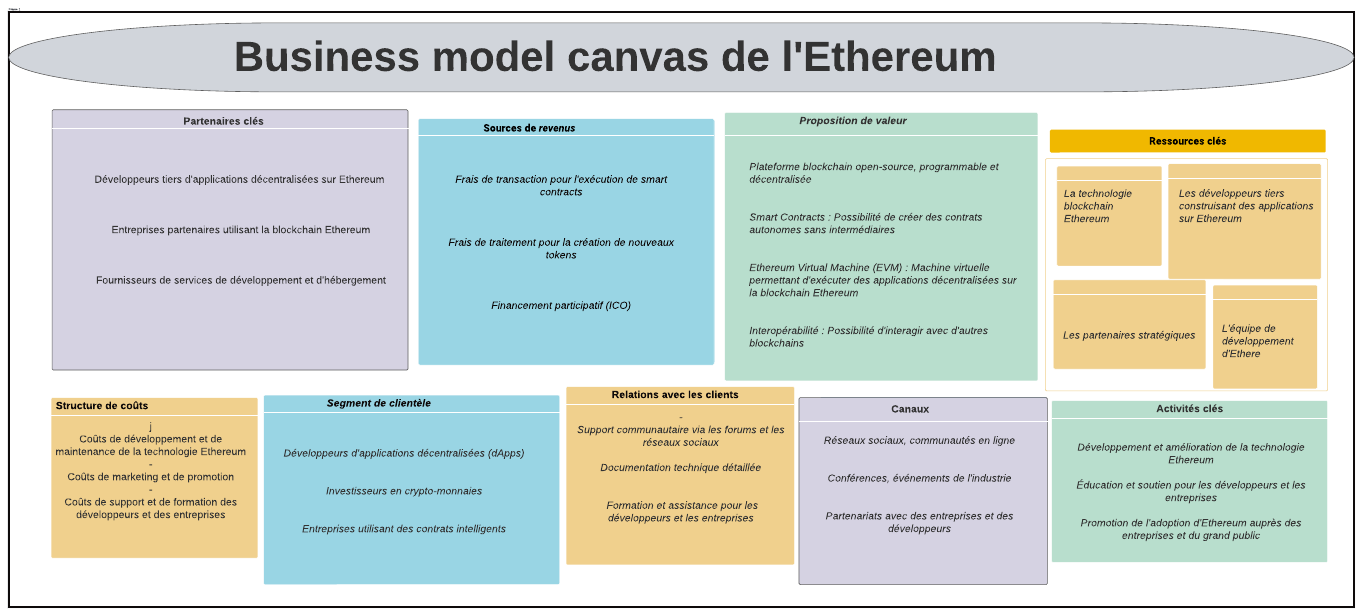 Business model canvas de l'Ethereum
Partenaires clés
Développeurs tiers d'applications décentralisées sur Ethereum
Entreprises partenaires utilisant la blockchain Ethereum
Fournisseurs de services de développement et d'hébergement
Sources de revenus
Frais de transaction pour l'exécution de smart
contracts
Frais de traitement pour la création de nouveaux
tokens
Financement participatif (ICO)
Proposition de valeur
Plateforme blockchain open-source, programmable et
décentralisée
Smart Contracts : Possibilité de créer des contrats
autonomes sans intermédiaires
Ethereum Virtual Machine (EVM) : Machine virtuelle
permettant d'exécuter des applications décentralisées sur
la blockchain Ethereum
Interopérabilité : Possibilité d'interagir avec d'autres
blockchains
Ressources clés
La technologie
blockchain
Ethereum
Les développeurs tiers
construisant des applications
sur Ethereum
Les partenaires stratégiques
L'équipe de
développement
d'Ethere
Structure de coûts
j
Coûts de développement et de
maintenance de la technologie Ethereum
-
Coûts de marketing et de promotion
-
Coûts de support et de formation des
développeurs et des entreprises
Segment de clientèle
Développeurs d'applications décentralisées (dApps)
Investisseurs en crypto-monnaies
Entreprises utilisant des contrats intelligents
Relations avec les clients
-
Support communautaire via les forums et les
réseaux sociaux
Documentation technique détaillée
Formation et assistance pour les
développeurs et les entreprises
Canaux
Réseaux sociaux, communautés en ligne
Conférences, événements de l'industrie
Partenariats avec des entreprises et des
développeurs
Activités clés
Développement et amélioration de la technologie
Ethereum
Éducation et soutien pour les développeurs et les
entreprises
Promotion de l'adoption d'Ethereum auprès des
entreprises et du grand public